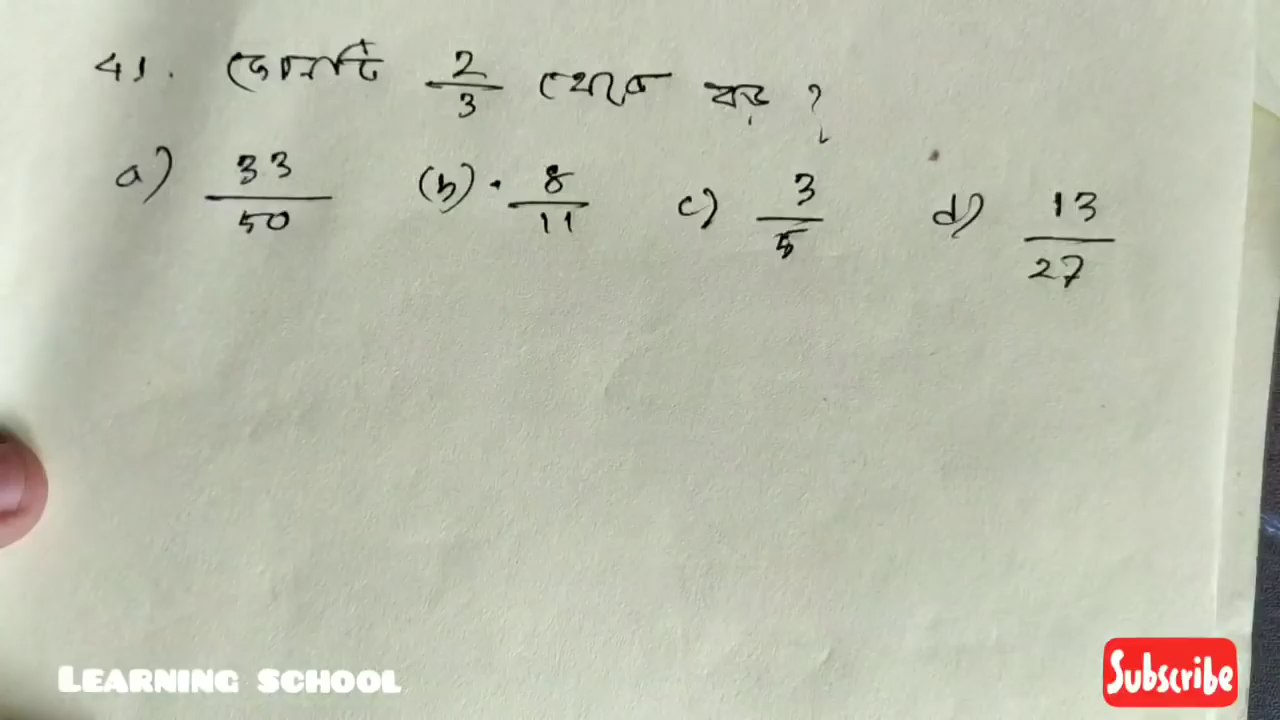 41. কোনটি 2/3 থেকে বড় ?
a) 33/50 (b) · 8/11 c) 3/5 d) 13/27
LEARNING SCHOOL
Subscribe